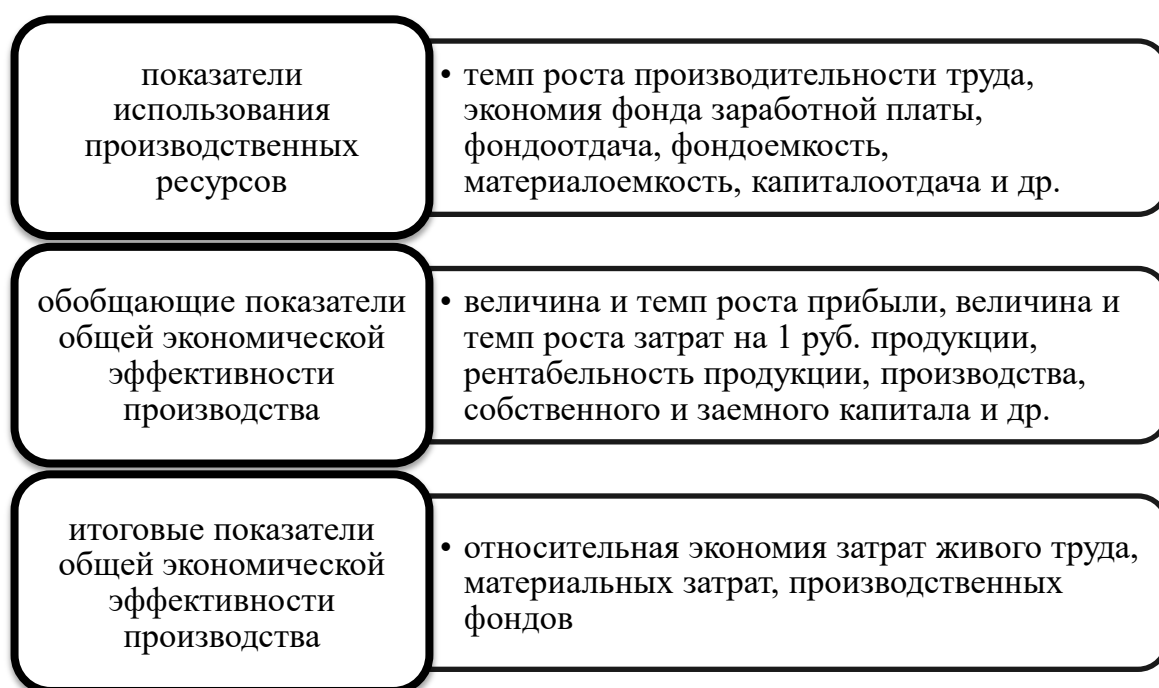 показатели
использования
производственных
ресурсов
• темп роста производительности труда,
экономия фонда заработной платы,
фондоотдача, фондоемкость,
материалоемкость, капиталоотдача и др.
обобщающие показатели
общей экономической
эффективности
производства
• величина и темп роста прибыли, величина и
темп роста затрат на 1 руб. продукции,
рентабельность продукции, производства,
собственного и заемного капитала и др.
итоговые показатели
общей экономической
эффективности
производства
• относительная экономия затрат живого труда,
материальных затрат, производственных
фондов